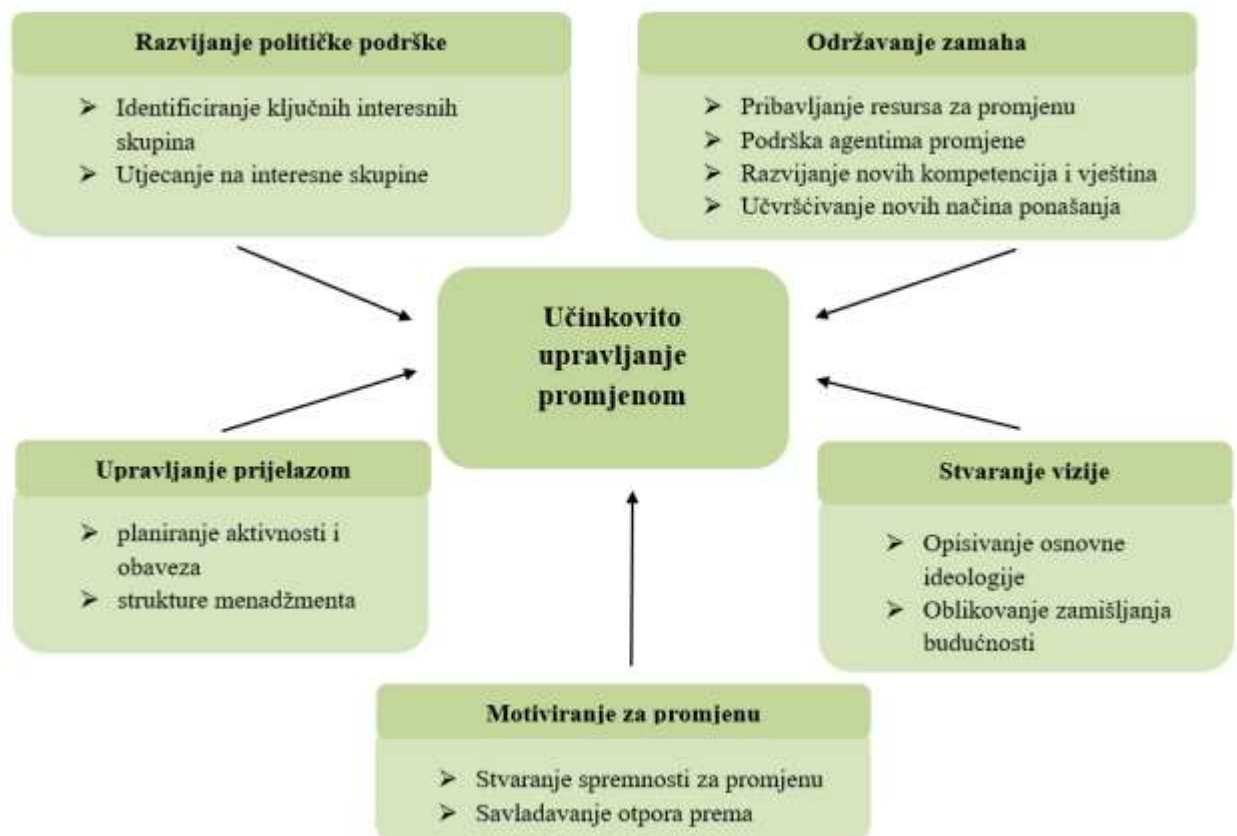 Razvijanje političke podrške
➢ Identificiranje ključnih interesnih
skupina
➢ Utjecanje na interesne skupine
Održavanje zamaha
➢ Pribavljanje resursa za promjenu
➢ Podrška agentima promjene
➢ Razvijanje novih kompetencija i vještina
➢ Učvršćivanje novih načina ponašanja
Učinkovito
upravljanje
promjenom
Upravljanje prijelazom
➢ planiranje aktivnosti i
obaveza
➢ strukture menadžmenta
Stvaranje vizije
➢ Opisivanje osnovne
ideologije
➢ Oblikovanje zamišljanja
budućnosti
Motiviranje za promjenu
➢ Stvaranje spremnosti za promjenu
➢ Savladavanje otpora prema